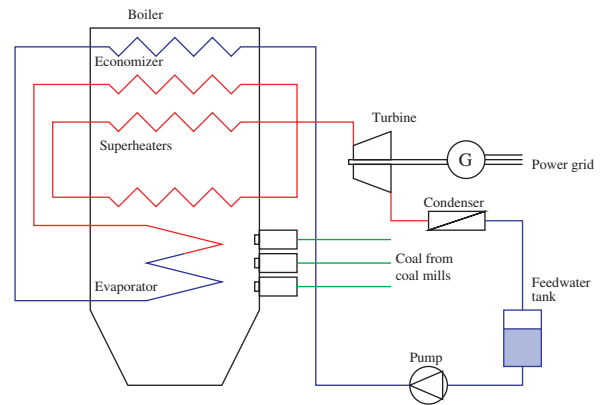 Boiler
Economizer
Turbine
Superheaters
G
Power grid
Condenser
Coal from
coal mills
Evaporator
Feedwater
tank
Pump